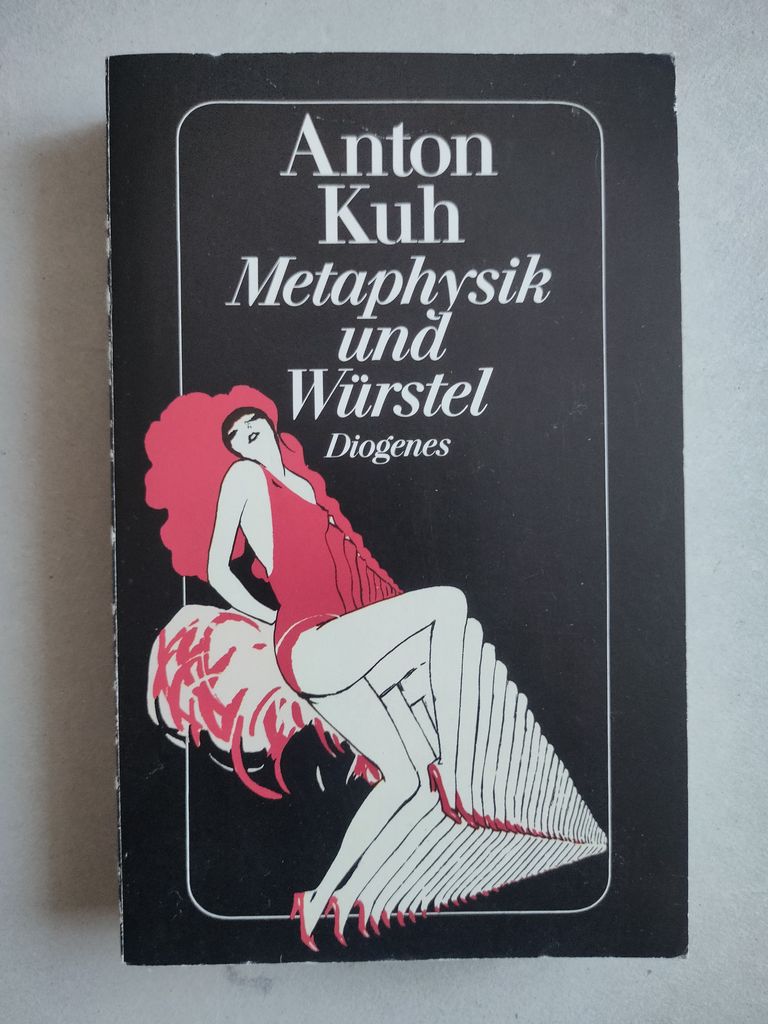 Anton
Kuh
Metaphysik
und
Würstel
Diogenes